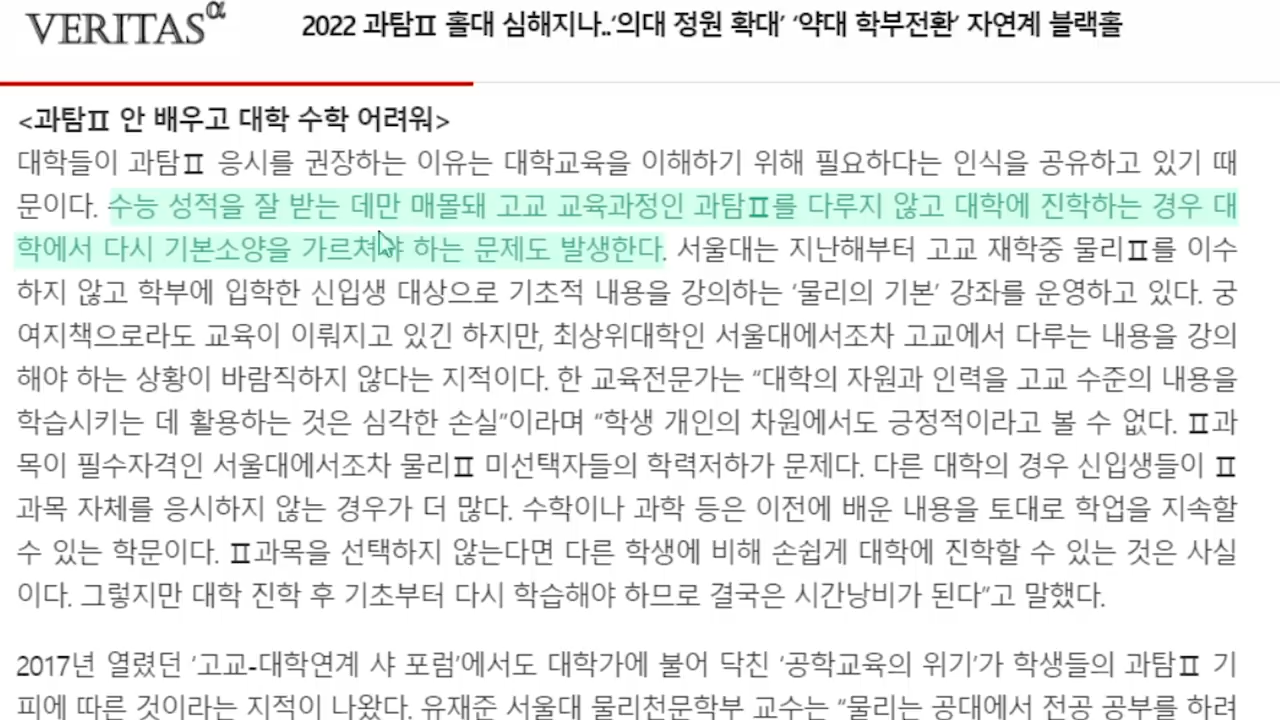 VERITAS α
2022 과탐Ⅱ 홀대 심해지나..‘의대 정원 확대’ ‘약대 학부전환’ 자연계 블랙홀
<과탐Ⅱ 안 배우고 대학 수학 어려워>
대학들이 과탐Ⅱ 응시를 권장하는 이유는 대학교육을 이해하기 위해 필요하다는 인식을 공유하고 있기 때
문이다. 수능 성적을 잘 받는 데만 매몰돼 고교 교육과정인 과탐Ⅱ를 다루지 않고 대학에 진학하는 경우 대
학에서 다시 기본소양을 가르쳐야 하는 문제도 발생한다. 서울대는 지난해부터 고교 재학중 물리Ⅱ를 이수
하지 않고 학부에 입학한 신입생 대상으로 기초적 내용을 강의하는 ‘물리의 기본’ 강좌를 운영하고 있다. 궁
여지책으로라도 교육이 이뤄지고 있긴 하지만, 최상위대학인 서울대에서조차 고교에서 다루는 내용을 강의
해야 하는 상황이 바람직하지 않다는 지적이다. 한 교육전문가는 “대학의 자원과 인력을 고교 수준의 내용을
학습시키는 데 활용하는 것은 심각한 손실”이라며 “학생 개인의 차원에서도 긍정적이라고 볼 수 없다. Ⅱ과
목이 필수자격인 서울대에서조차 물리Ⅱ 미선택자들의 학력저하가 문제다. 다른 대학의 경우 신입생들이 Ⅱ
과목 자체를 응시하지 않는 경우가 더 많다. 수학이나 과학 등은 이전에 배운 내용을 토대로 학업을 지속할
수 있는 학문이다. Ⅱ과목을 선택하지 않는다면 다른 학생에 비해 손쉽게 대학에 진학할 수 있는 것은 사실
이다. 그렇지만 대학 진학 후 기초부터 다시 학습해야 하므로 결국은 시간낭비가 된다”고 말했다.
2017년 열렸던 ‘고교-대학연계 샤 포럼’에서도 대학가에 불어 닥친 ‘공학교육의 위기’가 학생들의 과탐Ⅱ 기
피에 따른 것이라는 지적이 나왔다. 유재준 서울대 물리천문학부 교수는 “물리는 공대에서 전공 공부를 하려